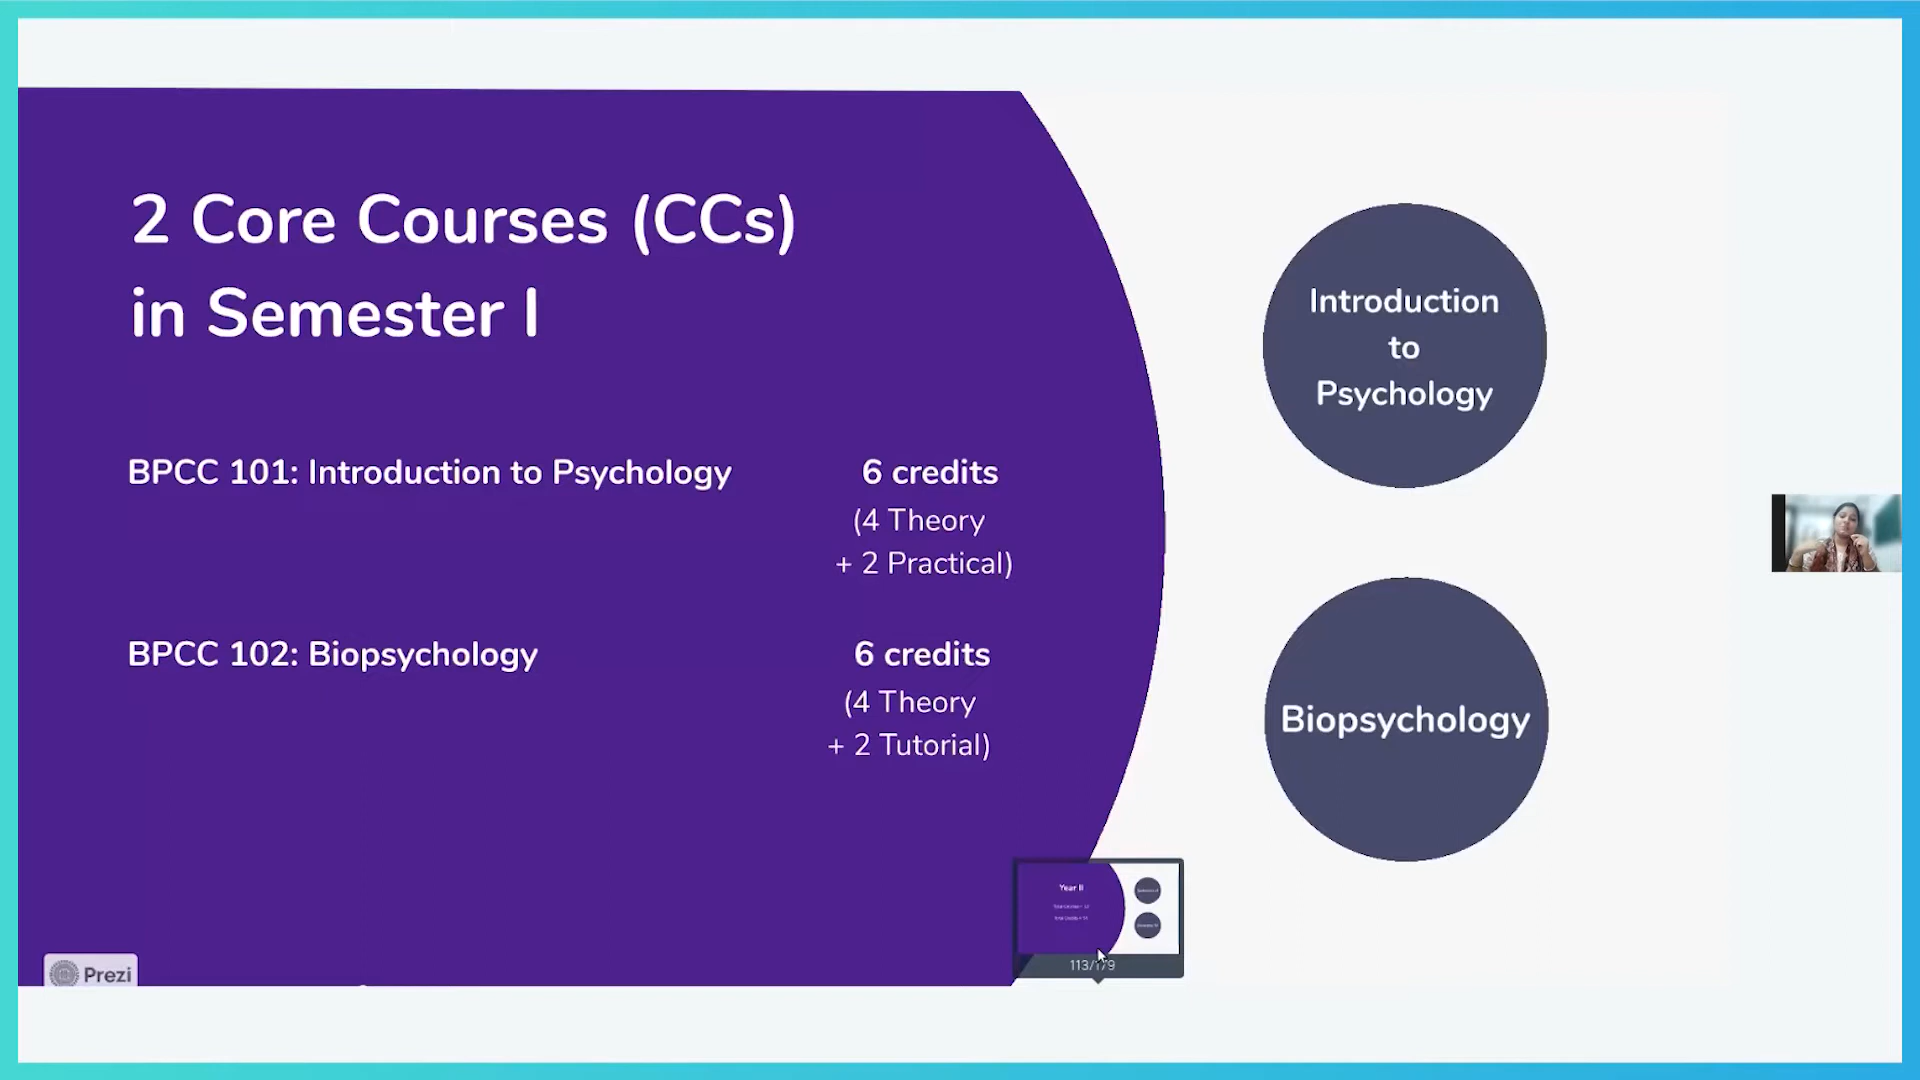 2 Core Courses (CCs)
in Semester I
BPCC 101: Introduction to Psychology 6 credits
(4 Theory
+ 2 Practical)
BPCC 102: Biopsychology 6 credits
(4 Theory
+ 2 Tutorial)
Introduction
to
Psychology
Biopsychology
Year II
113/179
Prezi